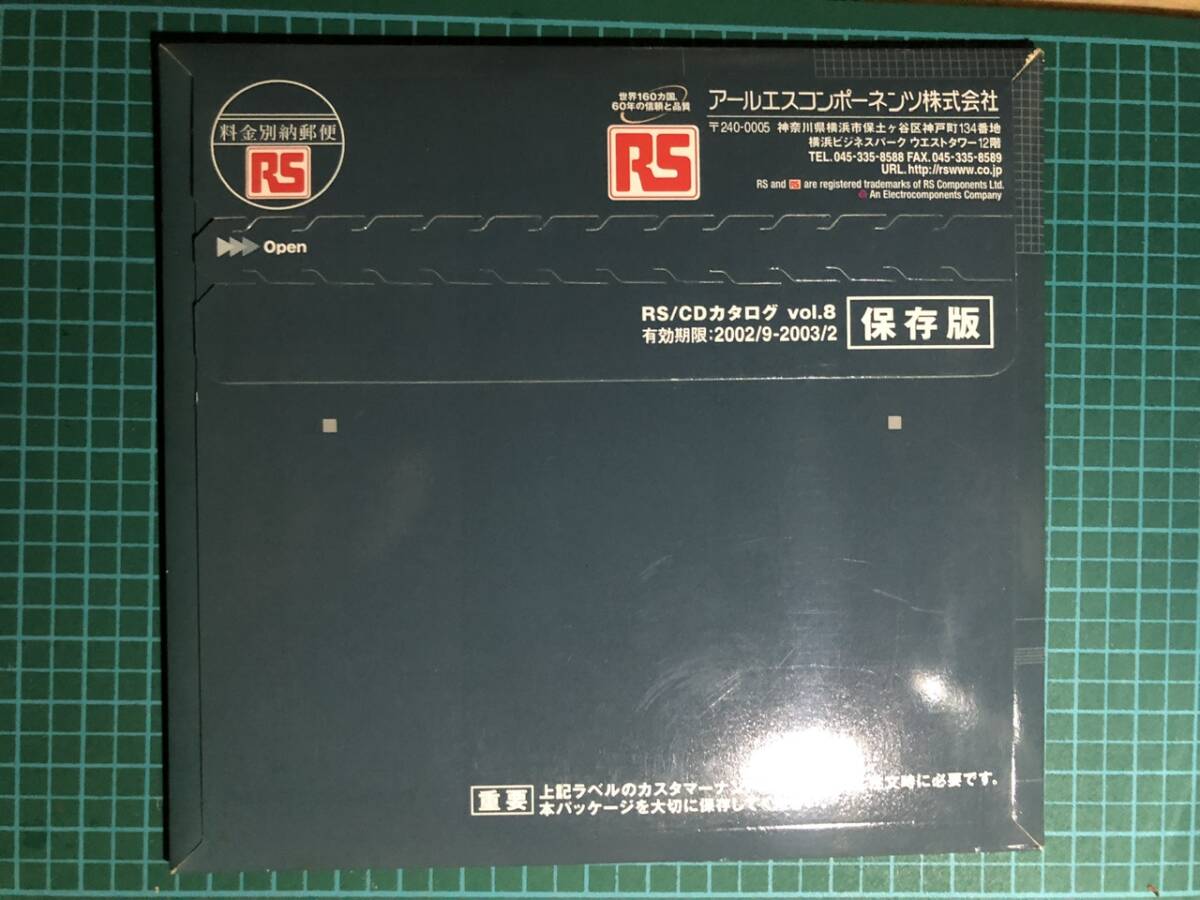 料金別納郵便
RS
世界160カ国、
60年の信頼と品質
RS
アールエスコンポーネンツ株式会社
〒240-0005 神奈川県横浜市保土ヶ谷区神戸町134番地
横浜ビジネスパーク ウエストタワー12階
TEL.045-335-8588 FAX.045-335-8589
URL.http://rswww.co.jp
RS and RS are registered trademarks of RS Components Ltd.
An Electrocomponents Company
Open
RS/CDカタログ vol.8
有効期限:2002/9-2003/2
保存版
重要
上記ラベルのカスタマーナ 文時に必要です。
本パッケージを大切に保存して